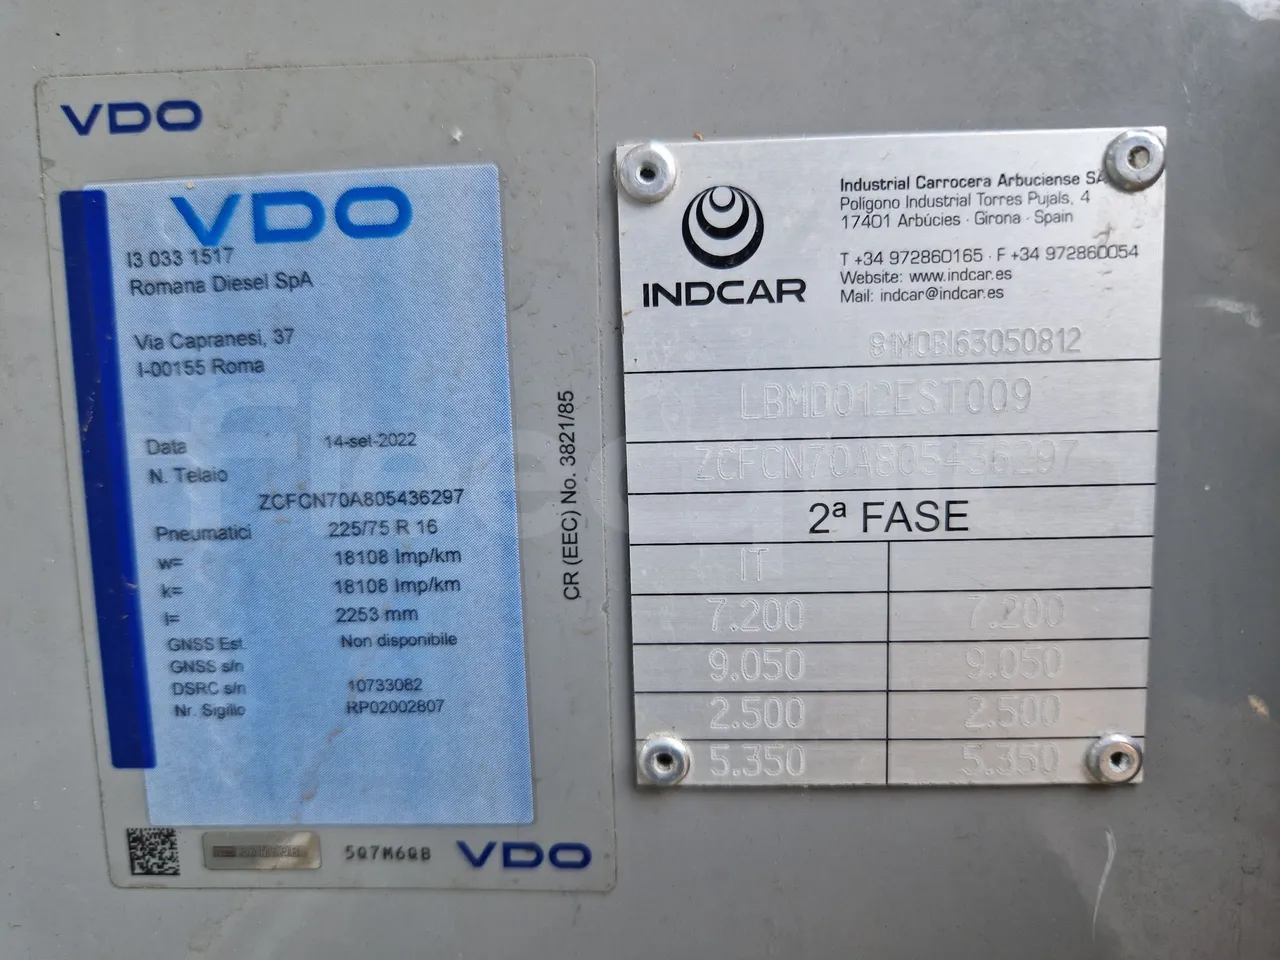 VDO
VDO
I3 033 1517
Romana Diesel SpA
Via Capranesi, 37
I-00155 Roma
Data 14-set-2022
N. Telaio
ZCFCN70A805436297
Pneumatici 225/75 R 16
w= 18108 Imp/km
k= 18108 Imp/km
l= 2253 mm
GNSS Est. Non disponibile
GNSS s/n
DSRC s/n 10733082
Nr. Sigillo RP02002807
5Q7M6QB VDO
CR (EEC) No. 3821/85
INDCAR
Industrial Carrocera Arbuciense SA
Polígono Industrial Torres Pujals, 4
17401 Arbúcies · Girona · Spain
T +34 972860165 · F +34 972860054
Website: www.indcar.es
Mail: indcar@indcar.es
81MOBI63050812
LBMD012EST009
ZCFCN70A805436297
2ª FASE
IT
7.200 7.200
9.050 9.050
2.500 2.500
5.350 5.350